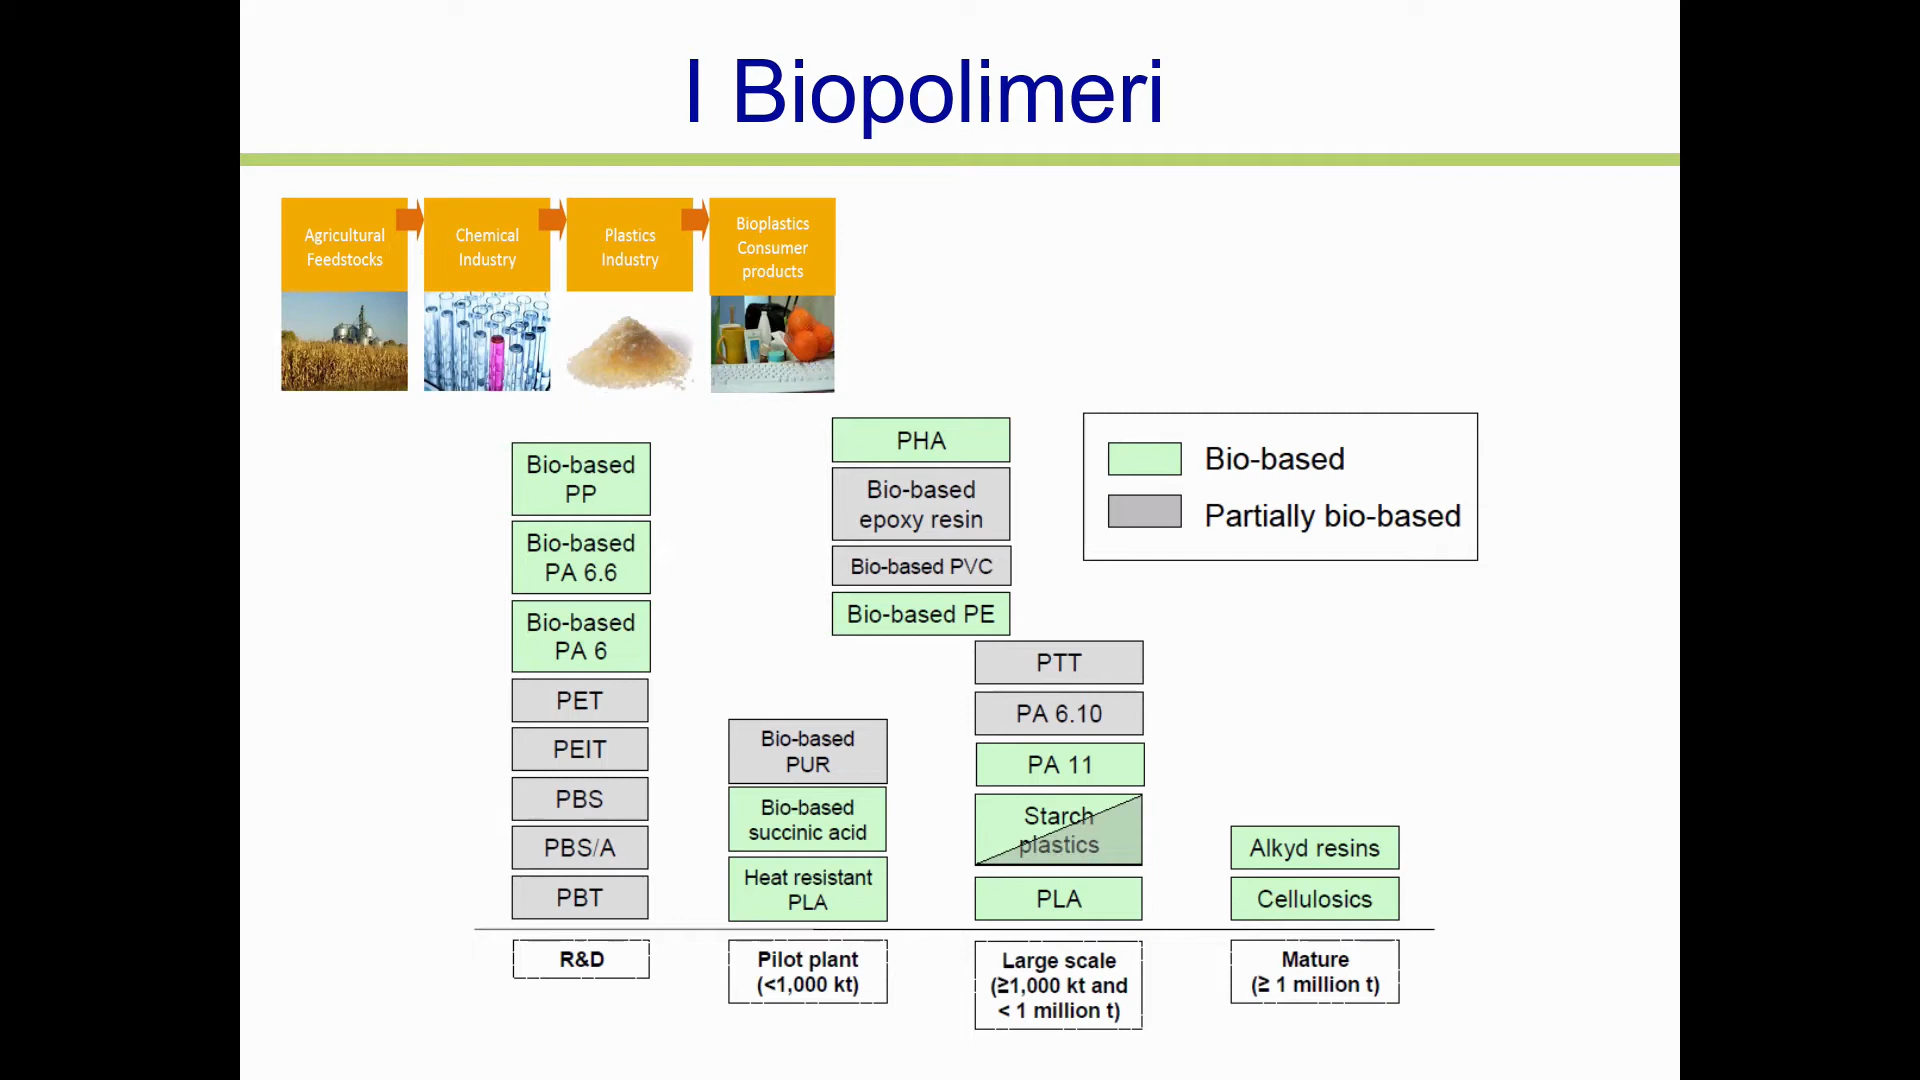 I Biopolimeri
Agricultural
Feedstocks
Chemical
Industry
Plastics
Industry
Bioplastics
Consumer
products
Bio-based
PP
Bio-based
PA 6.6
Bio-based
PA 6
PET
PEIT
PBS
PBS/A
PBT
R&D
Bio-based
PUR
Bio-based
succinic acid
Heat resistant
PLA
Pilot plant
(<1,000 kt)
PHA
Bio-based
epoxy resin
Bio-based PVC
Bio-based PE
PTT
PA 6.10
PA 11
Starch
plastics
PLA
Large scale
(≥1,000 kt and
< 1 million t)
Bio-based
Partially bio-based
Alkyd resins
Cellulosics
Mature
(≥ 1 million t)